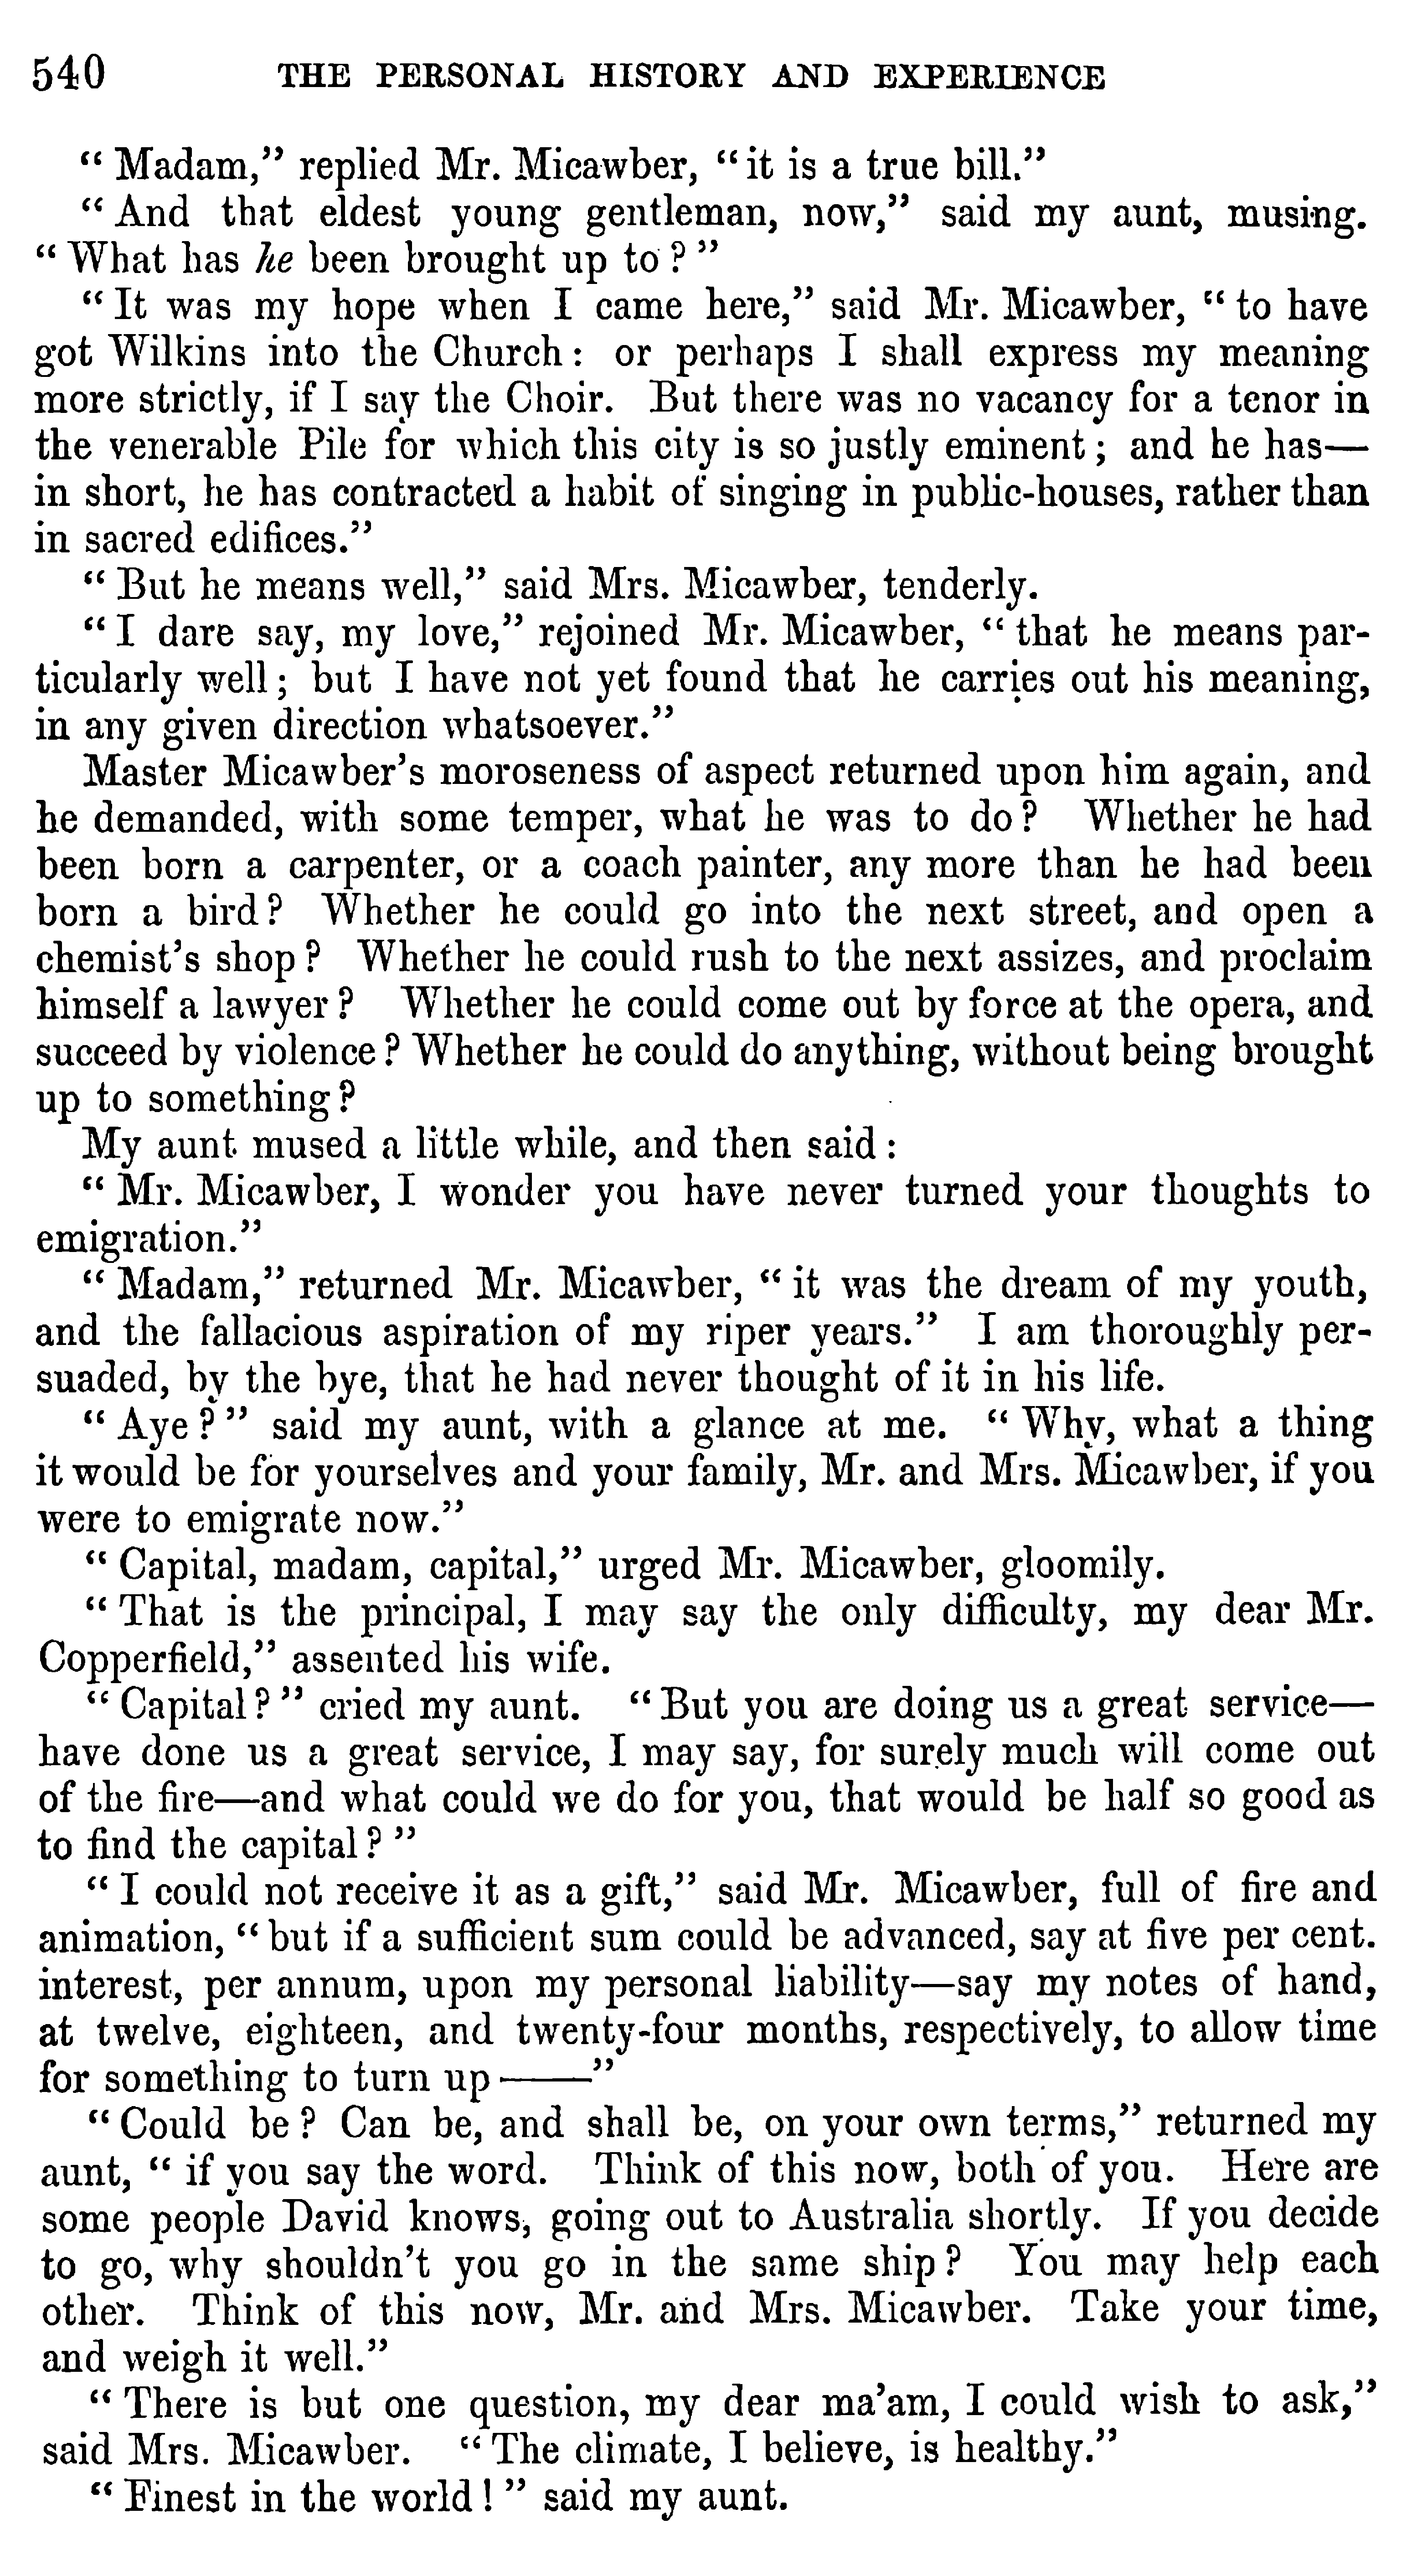 540 THE PERSONAL HISTORY AND EXPERIENCE
“Madam,” replied Mr. Micawber, “it is a true bill.”
“And that eldest young gentleman, now,” said my aunt, musing.
“What has he been brought up to?”
“It was my hope when I came here,” said Mr. Micawber, “to have
got Wilkins into the Church: or perhaps I shall express my meaning
more strictly, if I say the Choir. But there was no vacancy for a tenor in
the venerable Pile for which this city is so justly eminent; and he has—
in short, he has contracted a habit of singing in public-houses, rather than
in sacred edifices.”
“But he means well,” said Mrs. Micawber, tenderly.
“I dare say, my love,” rejoined Mr. Micawber, “that he means par-
ticularly well; but I have not yet found that he carries out his meaning,
in any given direction whatsoever.”
Master Micawber’s moroseness of aspect returned upon him again, and
he demanded, with some temper, what he was to do? Whether he had
been born a carpenter, or a coach painter, any more than he had been
born a bird? Whether he could go into the next street, and open a
chemist’s shop? Whether he could rush to the next assizes, and proclaim
himself a lawyer? Whether he could come out by force at the opera, and
succeed by violence? Whether he could do anything, without being brought
up to something?
My aunt mused a little while, and then said:
“Mr. Micawber, I wonder you have never turned your thoughts to
emigration.”
“Madam,” returned Mr. Micawber, “it was the dream of my youth,
and the fallacious aspiration of my riper years.” I am thoroughly per-
suaded, by the bye, that he had never thought of it in his life.
“Aye?” said my aunt, with a glance at me. “Why, what a thing
it would be for yourselves and your family, Mr. and Mrs. Micawber, if you
were to emigrate now.”
“Capital, madam, capital,” urged Mr. Micawber, gloomily.
“That is the principal, I may say the only difficulty, my dear Mr.
Copperfield,” assented his wife.
“Capital?” cried my aunt. “But you are doing us a great service—
have done us a great service, I may say, for surely much will come out
of the fire—and what could we do for you, that would be half so good as
to find the capital?”
“I could not receive it as a gift,” said Mr. Micawber, full of fire and
animation, “but if a sufficient sum could be advanced, say at five per cent.
interest, per annum, upon my personal liability—say my notes of hand,
at twelve, eighteen, and twenty-four months, respectively, to allow time
for something to turn up——”
“Could be? Can be, and shall be, on your own terms,” returned my
aunt, “if you say the word. Think of this now, both of you. Here are
some people David knows, going out to Australia shortly. If you decide
to go, why shouldn’t you go in the same ship? You may help each
other. Think of this now, Mr. and Mrs. Micawber. Take your time,
and weigh it well.”
“There is but one question, my dear ma’am, I could wish to ask,”
said Mrs. Micawber. “The climate, I believe, is healthy.”
“Finest in the world!” said my aunt.